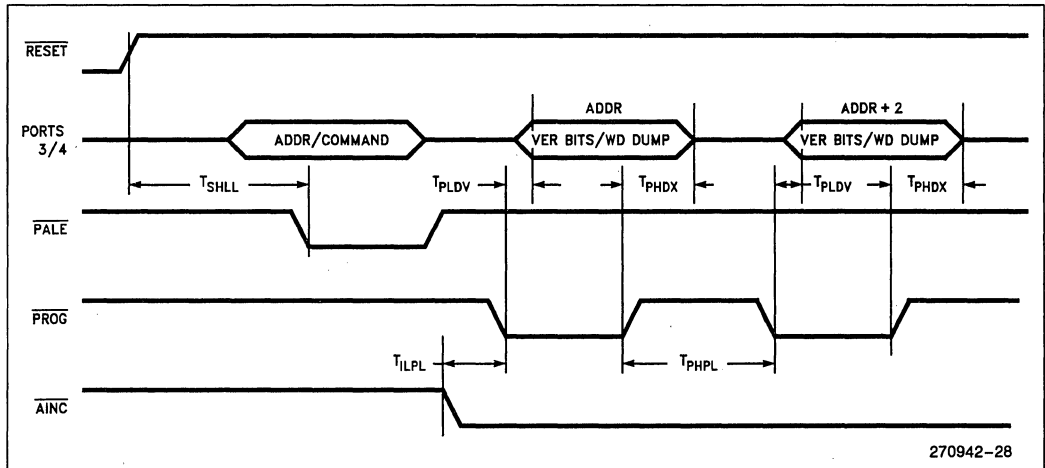 RESET
PORTS
3/4
ADDR/COMMAND
ADDR
VER BITS/WD DUMP
ADDR + 2
VER BITS/WD DUMP
TSHLL
TPLDV
TPHDX
TPLDV
TPHDX
PALE
PROG
TILPL
TPHPL
AINC
270942-28